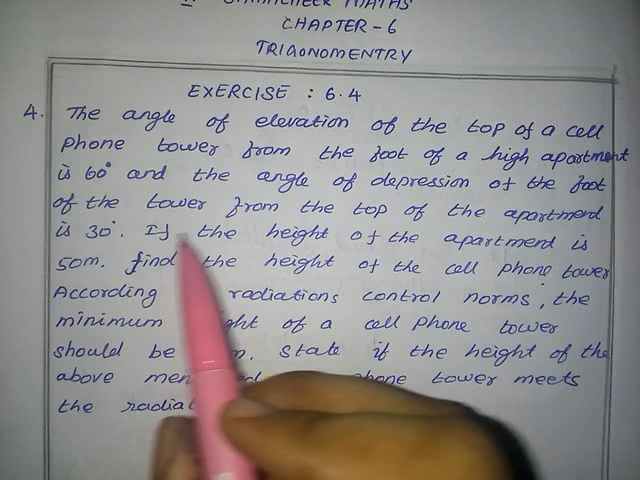 MATHS
CHAPTER - 6
TRIGONOMENTRY
EXERCISE : 6.4
4. The angle of elevation of the top of a cell
phone tower from the foot of a high apartment
is 60° and the angle of depression of the foot
of the tower from the top of the apartment
is 30°. If the height of the apartment is
50m. find the height of the cell phone tower
According radiations control norms, the
minimum of a cell phone tower
should be State if the height of the
above tower meets
the